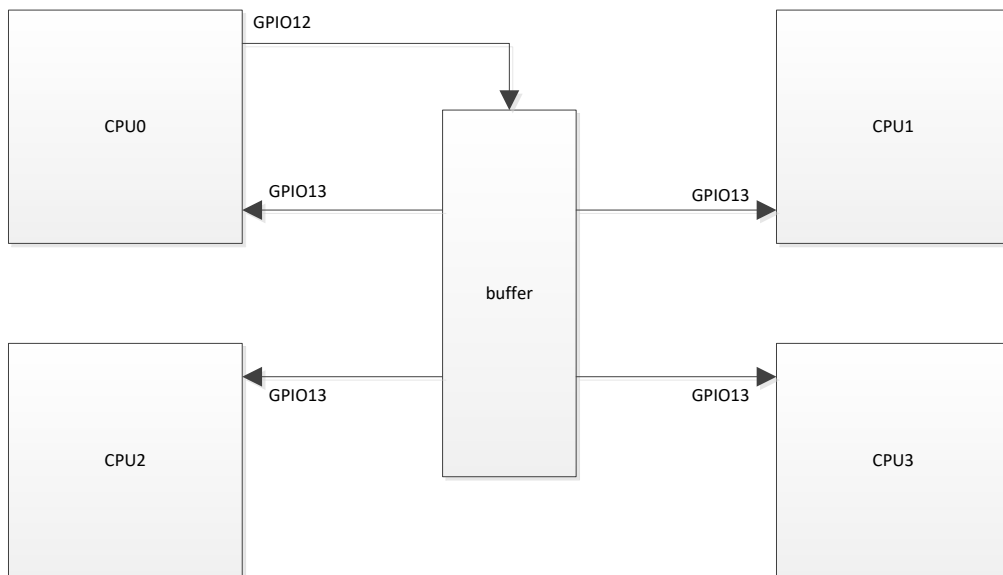 GPIO12
CPU0
CPU1
GPIO13
GPIO13
buffer
GPIO13
GPIO13
CPU2
CPU3